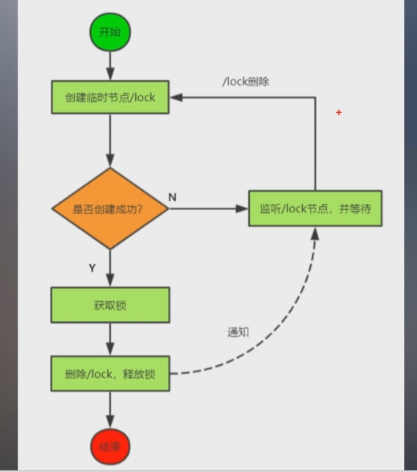 开始
创建临时节点/lock
/lock删除
是否创建成功?
N
监听/lock节点，并等待
Y
获取锁
通知
删除/lock，释放锁
结束